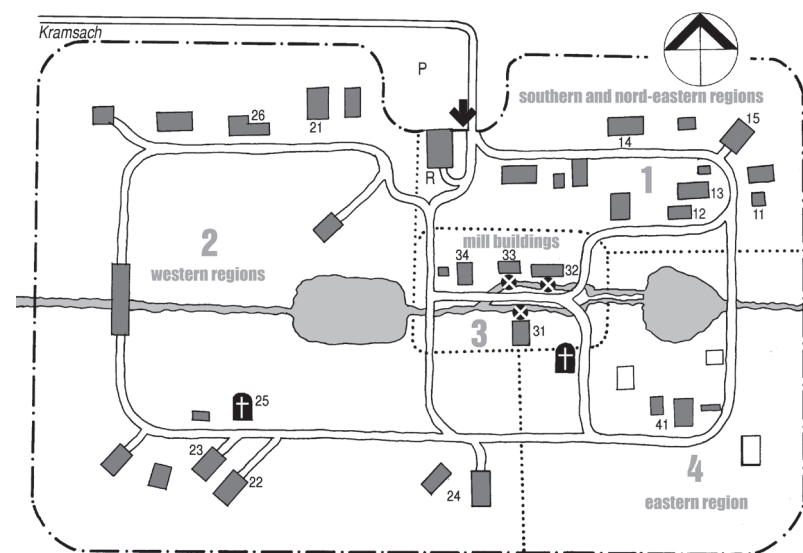 Kramsach
P
southern and nord-eastern regions
15
26
21
14
R
1
13
12
11
2
western regions
mill buildings
34
33
32
3
31
25
41
23
22
24
4
eastern region